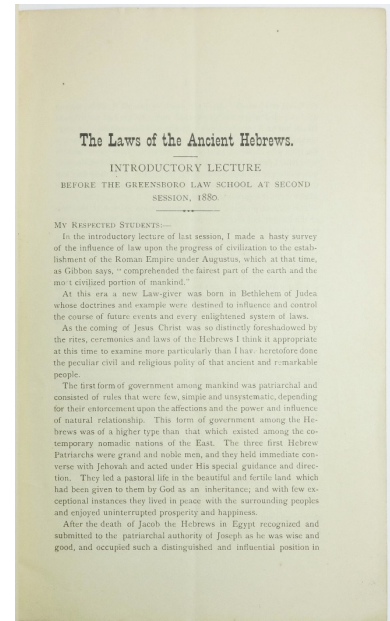 The Laws of the Ancient Hebrews.
INTRODUCTORY LECTURE
BEFORE THE GREENSBORO LAW SCHOOL AT SECOND
SESSION, 1880.
MY RESPECTED STUDENTS:—
In the introductory lecture of last session, I made a hasty survey
of the influence of law upon the progress of civilization to the estab-
lishment of the Roman Empire under Augustus, which at that time,
as Gibbon says, "comprehended the fairest part of the earth and the
mo t civilized portion of mankind."
At this era a new Law-giver was born in Bethlehem of Judea
whose doctrines and example were destined to influence and control
the course of future events and every enlightened system of laws.
As the coming of Jesus Christ was so distinctly foreshadowed by
the rites, ceremonies and laws of the Hebrews I think it appropriate
at this time to examine more particularly than I have heretofore done
the peculiar civil and religious polity of that ancient and remarkable
people.
The first form of government among mankind was patriarchal and
consisted of rules that were few, simple and unsystematic, depending
for their enforcement upon the affections and the power and influence
of natural relationship. This form of government among the He-
brews was of a higher type than that which existed among the co-
temporary nomadic nations of the East. The three first Hebrew
Patriarchs were grand and noble men, and they held immediate con-
verse with Jehovah and acted under His special guidance and direc-
tion. They led a pastoral life in the beautiful and fertile land which
had been given to them by God as an inheritance; and with few ex-
ceptional instances they lived in peace with the surrounding peoples
and enjoyed uninterrupted prosperity and happiness.
After the death of Jacob the Hebrews in Egypt recognized and
submitted to the patriarchal authority of Joseph as he was wise and
good, and occupied such a distinguished and influential position in